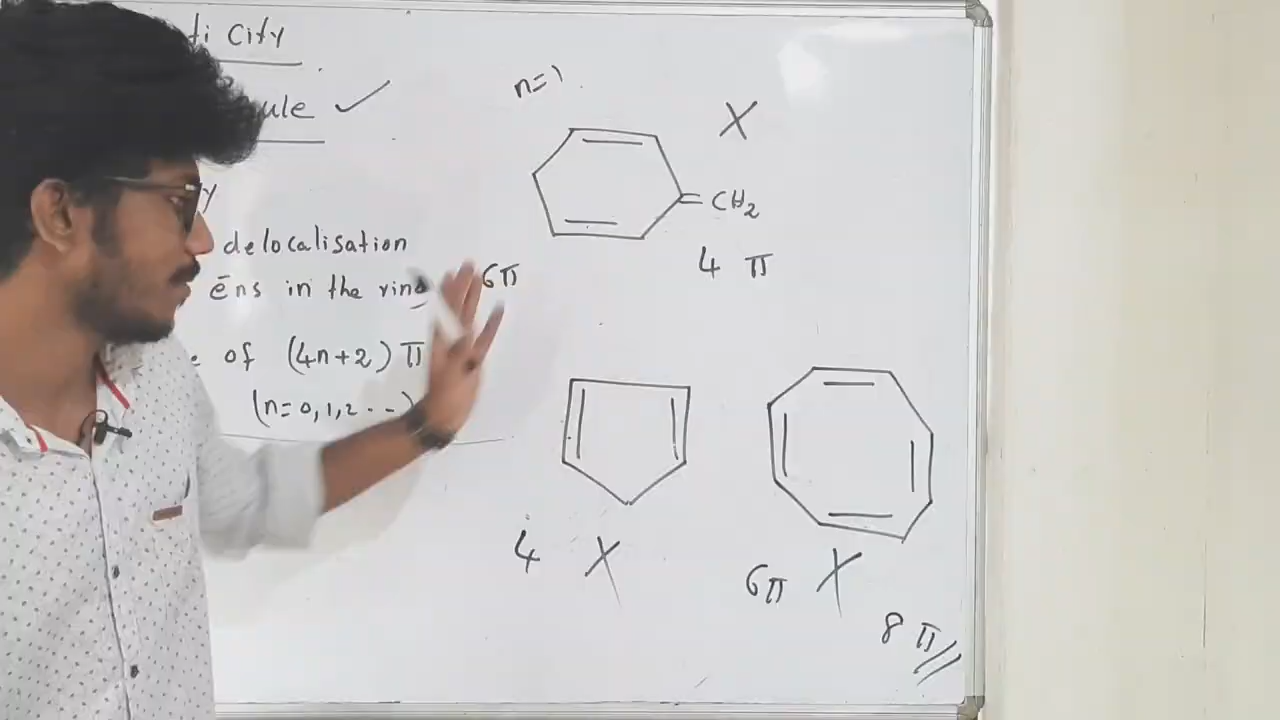 City
ule ✓
y
delocalisation
ēns in the ring
of (4n+2) π
(n=0,1,2 --)
n=1
X
=CH₂
4 π
6π
4 X
6π X
8 π